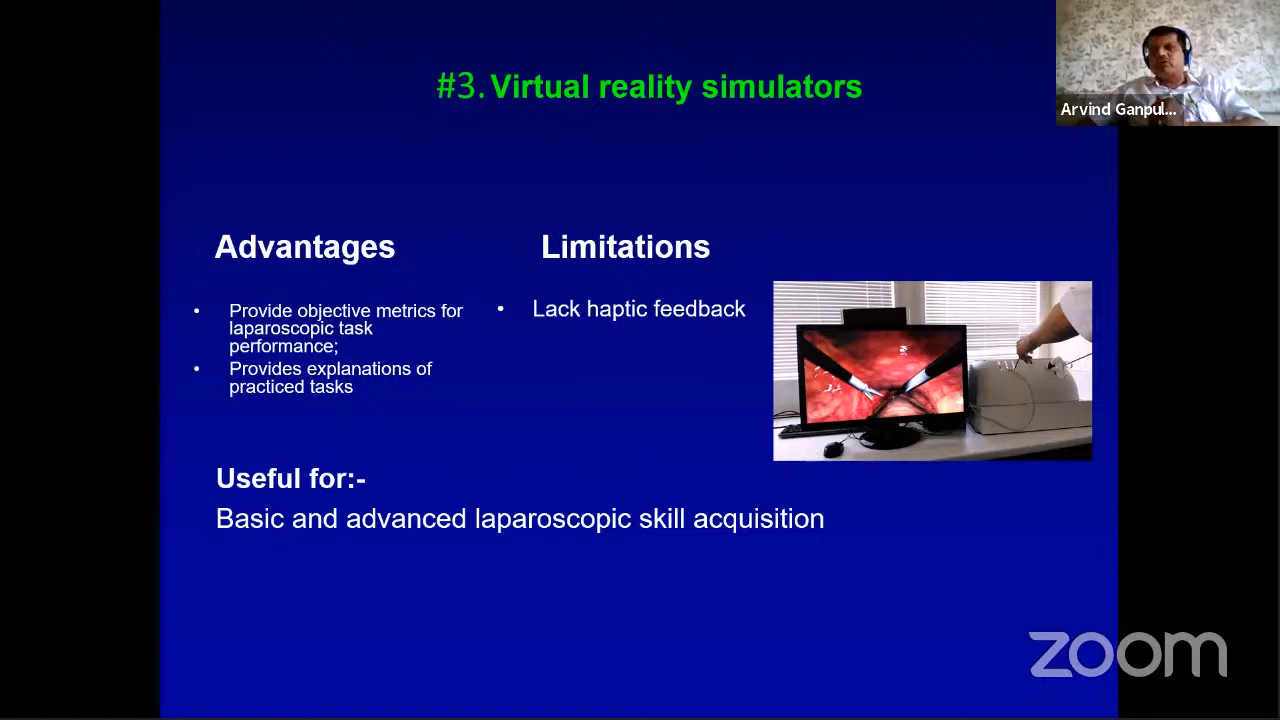 #3. Virtual reality simulators
Arvind Ganpul...
Advantages
Limitations
• Provide objective metrics for
laparoscopic task
performance;
• Provides explanations of
practiced tasks
• Lack haptic feedback
Useful for:-
Basic and advanced laparoscopic skill acquisition
zoom